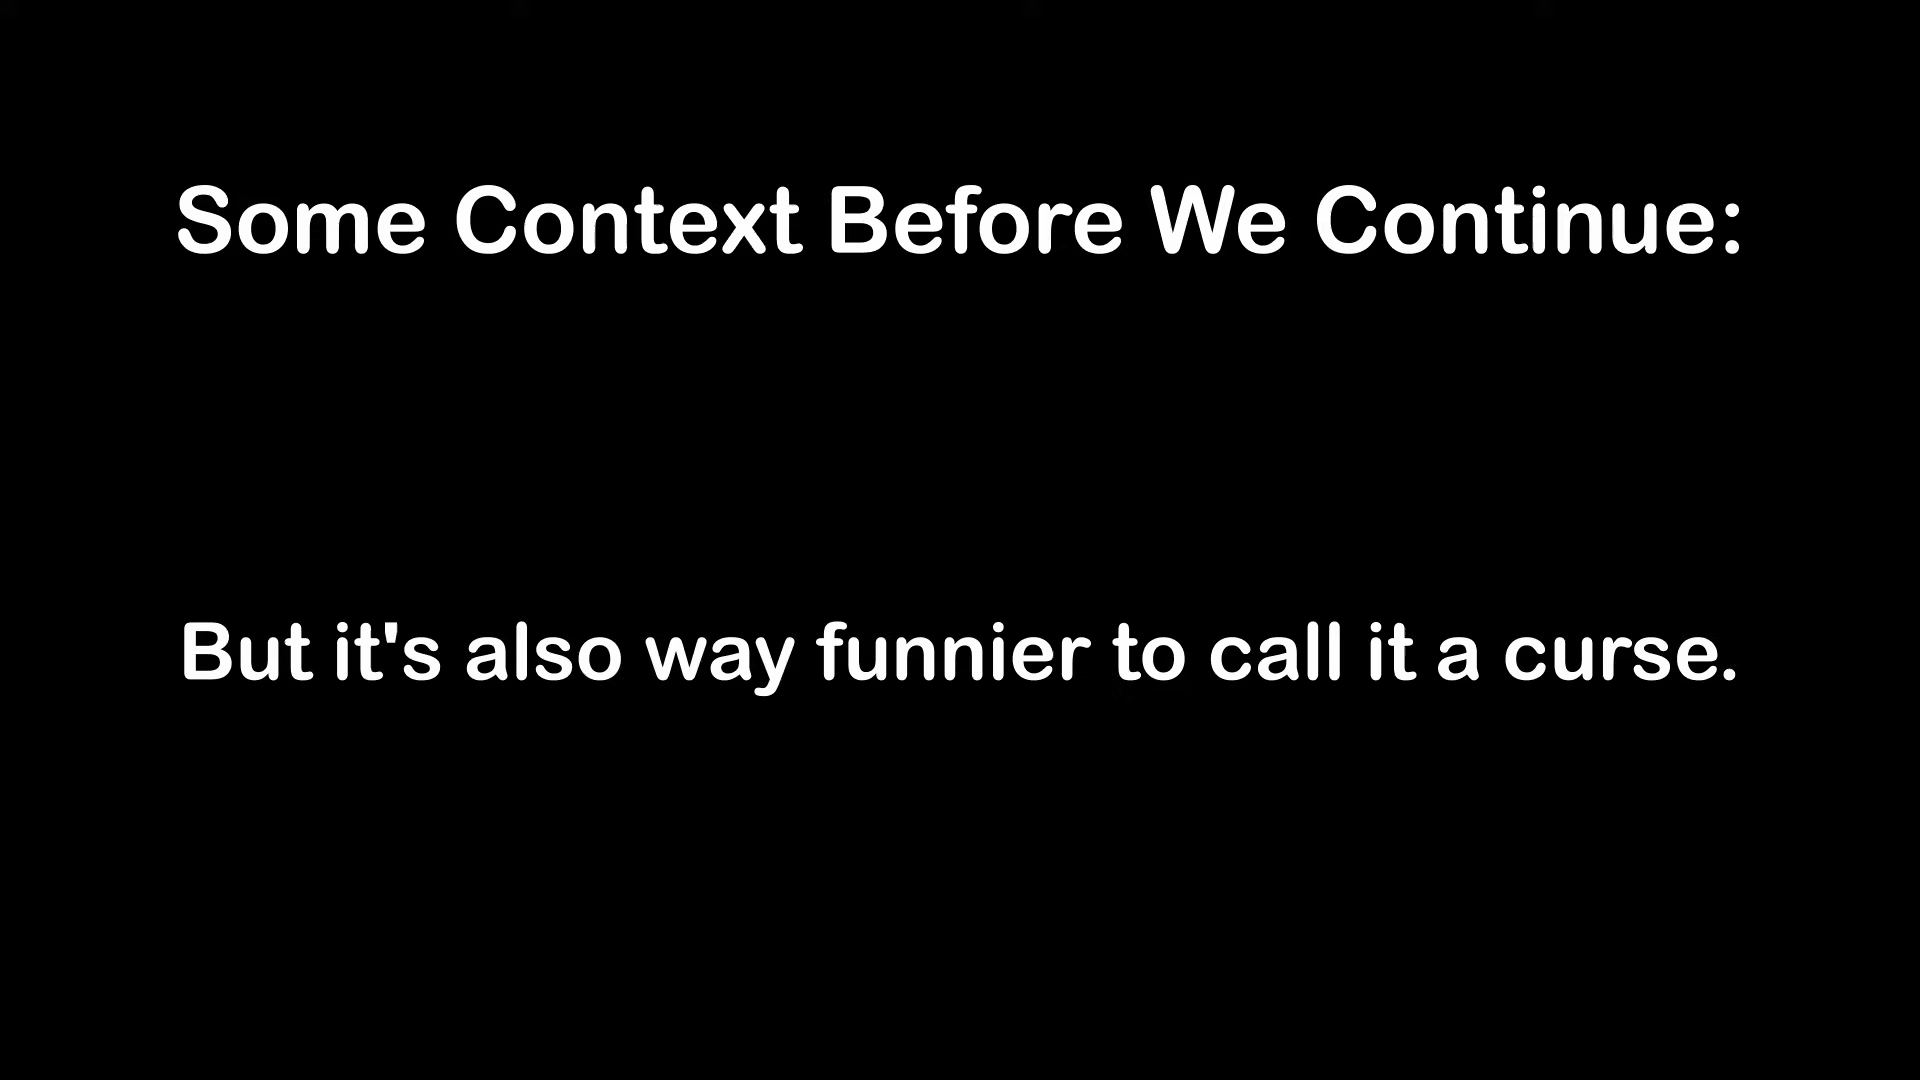 Some Context Before We Continue:
But it's also way funnier to call it a curse.